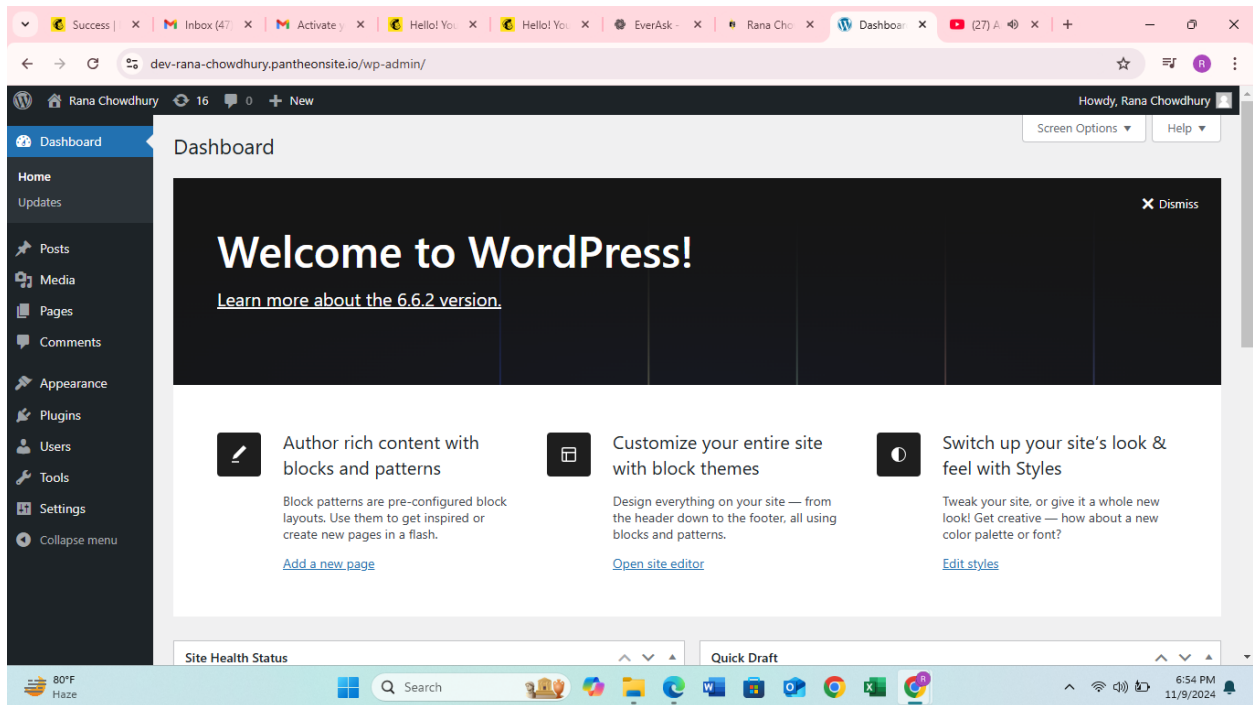 Success |
Inbox (47)
Activate y
Hello! You
Hello! You
EverAsk -
Rana Cho
Dashboar
(27) A
dev-rana-chowdhury.pantheonsite.io/wp-admin/
R
Rana Chowdhury 16 0 + New
Howdy, Rana Chowdhury
Screen Options ▼
Help ▼
Dashboard
Home
Updates
Posts
Media
Pages
Comments
Appearance
Plugins
Users
Tools
Settings
Collapse menu
Dashboard
Dismiss
Welcome to WordPress!
Learn more about the 6.6.2 version.
Author rich content with
blocks and patterns
Block patterns are pre-configured block
layouts. Use them to get inspired or
create new pages in a flash.
Add a new page
Customize your entire site
with block themes
Design everything on your site — from
the header down to the footer, all using
blocks and patterns.
Open site editor
Switch up your site’s look &
feel with Styles
Tweak your site, or give it a whole new
look! Get creative — how about a new
color palette or font?
Edit styles
Site Health Status
Quick Draft
80°F
Haze
Search
6:54 PM
11/9/2024